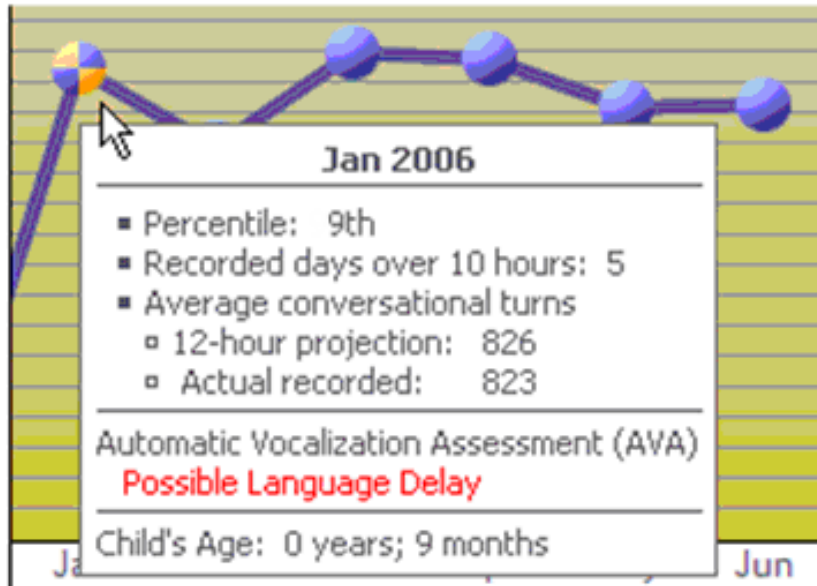 Jan 2006
▪ Percentile: 9th
▪ Recorded days over 10 hours: 5
▪ Average conversational turns
▫ 12-hour projection: 826
▫ Actual recorded: 823
Automatic Vocalization Assessment (AVA)
Possible Language Delay
Child's Age: 0 years; 9 months
Jun